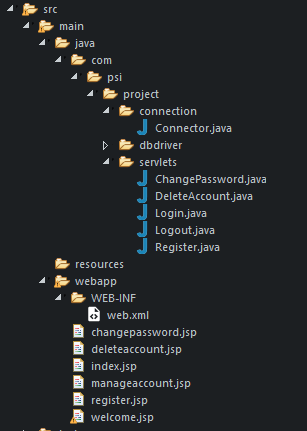 src
main
java
com
psi
project
connection
Connector.java
dbdriver
servlets
ChangePassword.java
DeleteAccount.java
Login.java
Logout.java
Register.java
resources
webapp
WEB-INF
web.xml
changepassword.jsp
deleteaccount.jsp
index.jsp
manageaccount.jsp
register.jsp
welcome.jsp